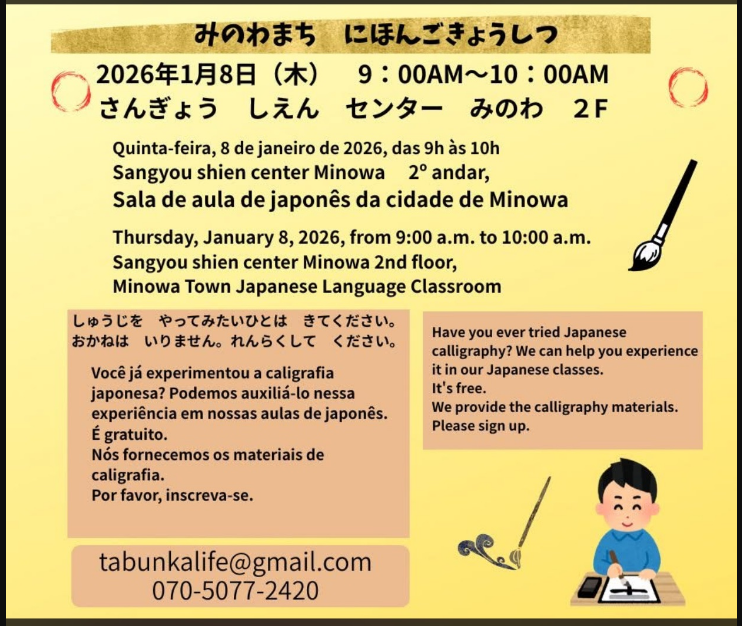 みのわまち　にほんごきょうしつ
2026年1月8日（木）　9：00AM～10：00AM
さんぎょう　しえん　センター　みのわ　２F
Quinta-feira, 8 de janeiro de 2026, das 9h às 10h
Sangyou shien center Minowa　2º andar,
Sala de aula de japonês da cidade de Minowa
Thursday, January 8, 2026, from 9:00 a.m. to 10:00 a.m.
Sangyou shien center Minowa 2nd floor,
Minowa Town Japanese Language Classroom
しゅうじを　やってみたいひとは　きてください。
おかねは　いりません。れんらくして　ください。
Você já experimentou a caligrafia
japonesa? Podemos auxiliá-lo nessa
experiência em nossas aulas de japonês.
É gratuito.
Nós fornecemos os materiais de
caligrafia.
Por favor, inscreva-se.
Have you ever tried Japanese
calligraphy? We can help you experience
it in our Japanese classes.
It's free.
We provide the calligraphy materials.
Please sign up.
tabunkalife@gmail.com
070-5077-2420